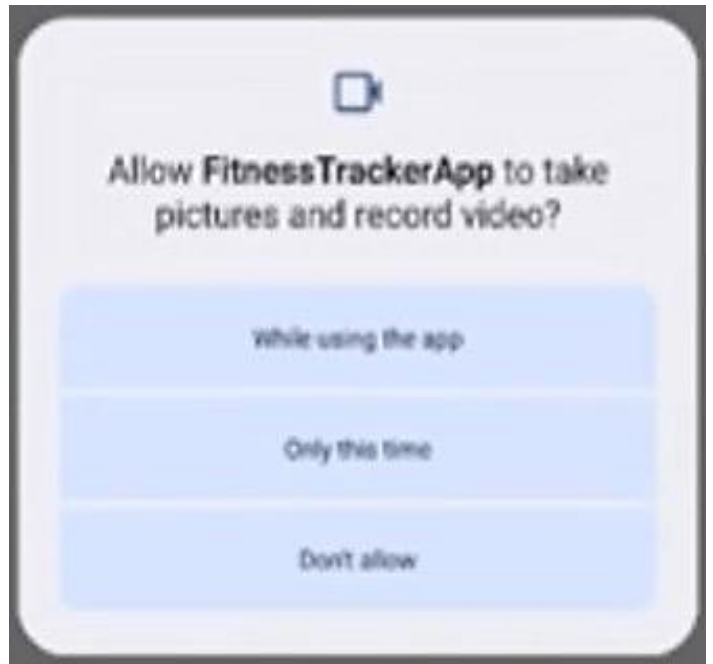 Allow FitnessTrackerApp to take
pictures and record video?
While using the app
Only this time
Don't allow